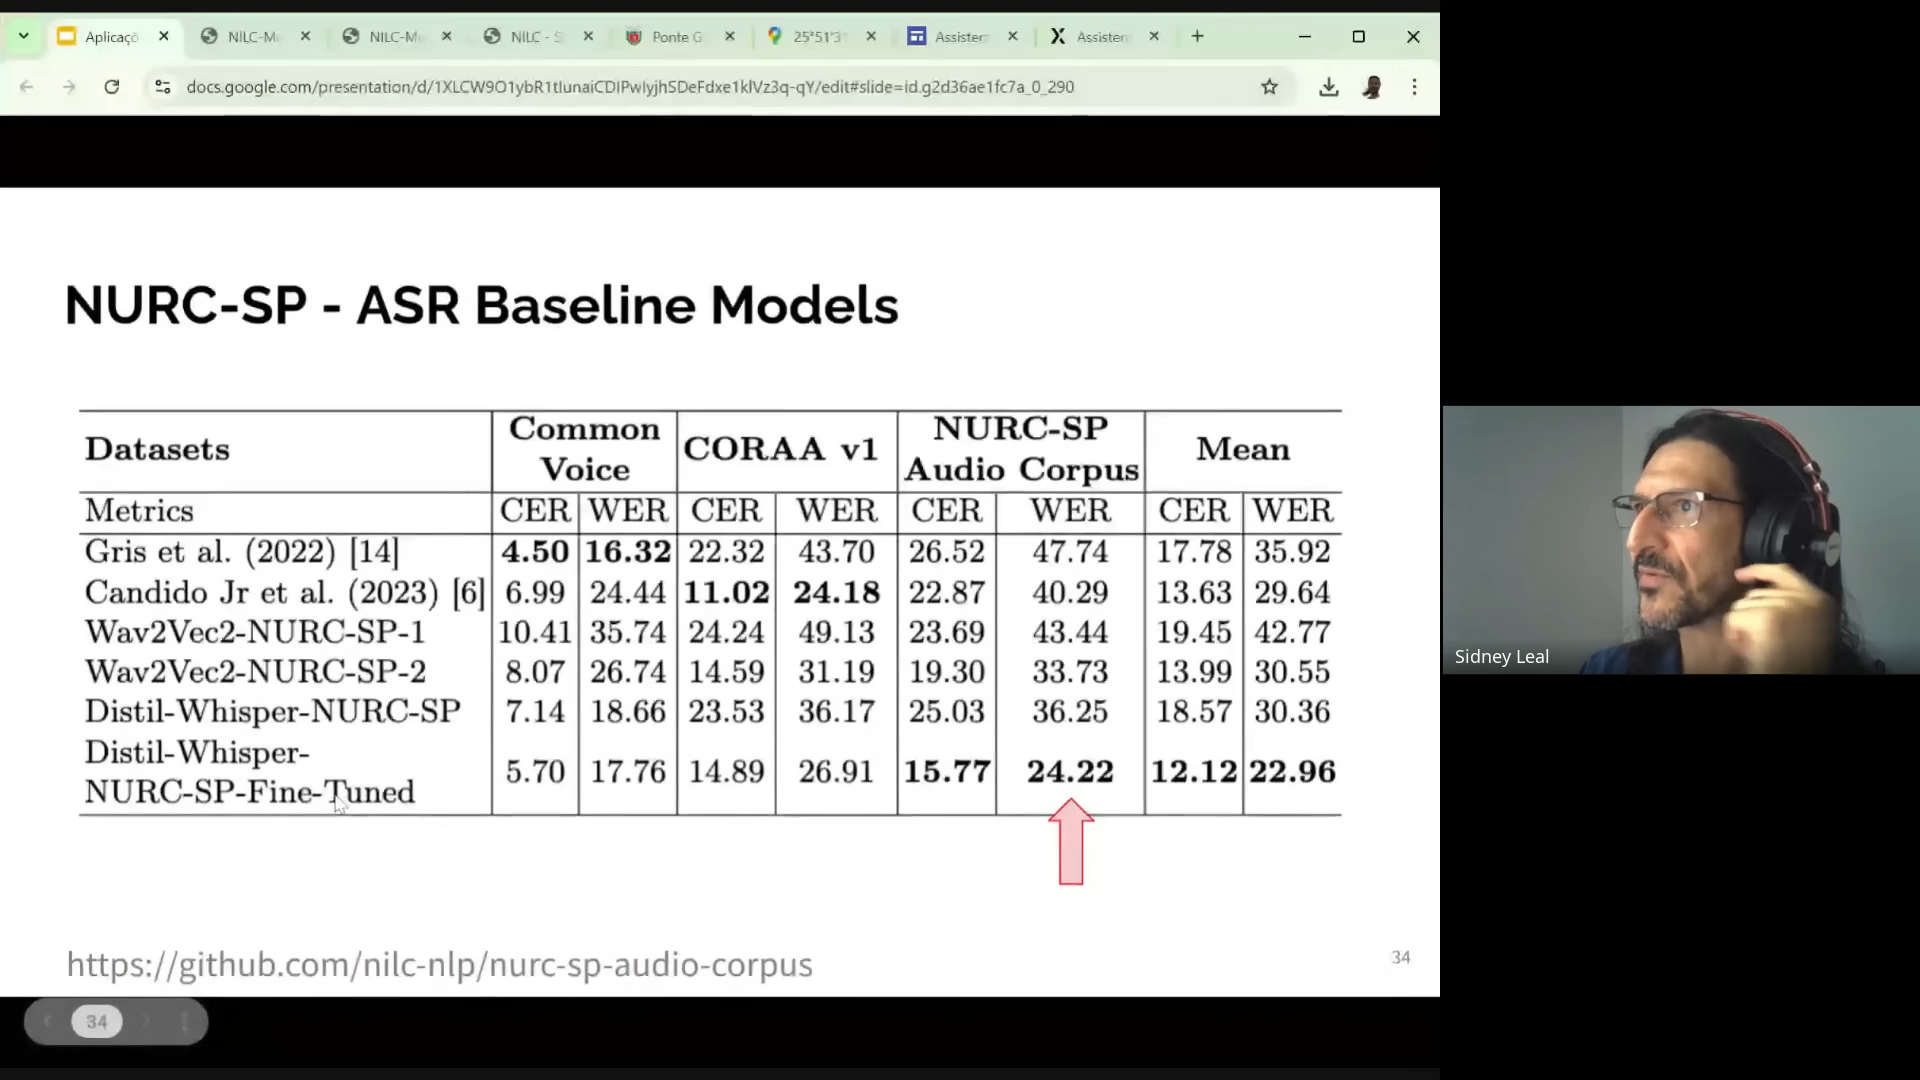 Aplicaçõ
NILC-M
NILC-M
NILC - S
Ponte G
25°51'3
Assisten
Assisten
docs.google.com/presentation/d/1XLCW9O1ybR1tIunaiCDIPwIyjhSDeFdxe1klVz3q-qY/edit#slide=id.g2d36ae1fc7a_0_290
NURC-SP - ASR Baseline Models
Datasets Common Voice CORAA v1 NURC-SP Audio Corpus Mean
Metrics CER WER CER WER CER WER CER WER
Gris et al. (2022) [14] 4.50 16.32 22.32 43.70 26.52 47.74 17.78 35.92
Candido Jr et al. (2023) [6] 6.99 24.44 11.02 24.18 22.87 40.29 13.63 29.64
Wav2Vec2-NURC-SP-1 10.41 35.74 24.24 49.13 23.69 43.44 19.45 42.77
Wav2Vec2-NURC-SP-2 8.07 26.74 14.59 31.19 19.30 33.73 13.99 30.55
Distil-Whisper-NURC-SP 7.14 18.66 23.53 36.17 25.03 36.25 18.57 30.36
Distil-Whisper-
NURC-SP-Fine-Tuned 5.70 17.76 14.89 26.91 15.77 24.22 12.12 22.96
https://github.com/nilc-nlp/nurc-sp-audio-corpus
34
34
Sidney Leal